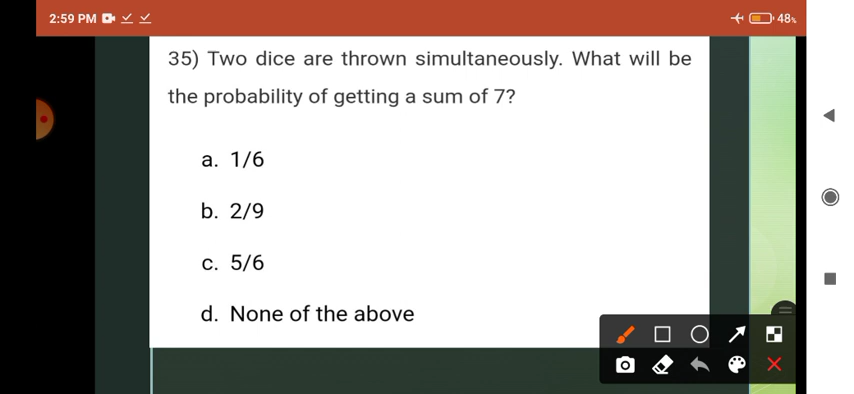 2:59 PM
48%
35) Two dice are thrown simultaneously. What will be
the probability of getting a sum of 7?
a. 1/6
b. 2/9
c. 5/6
d. None of the above